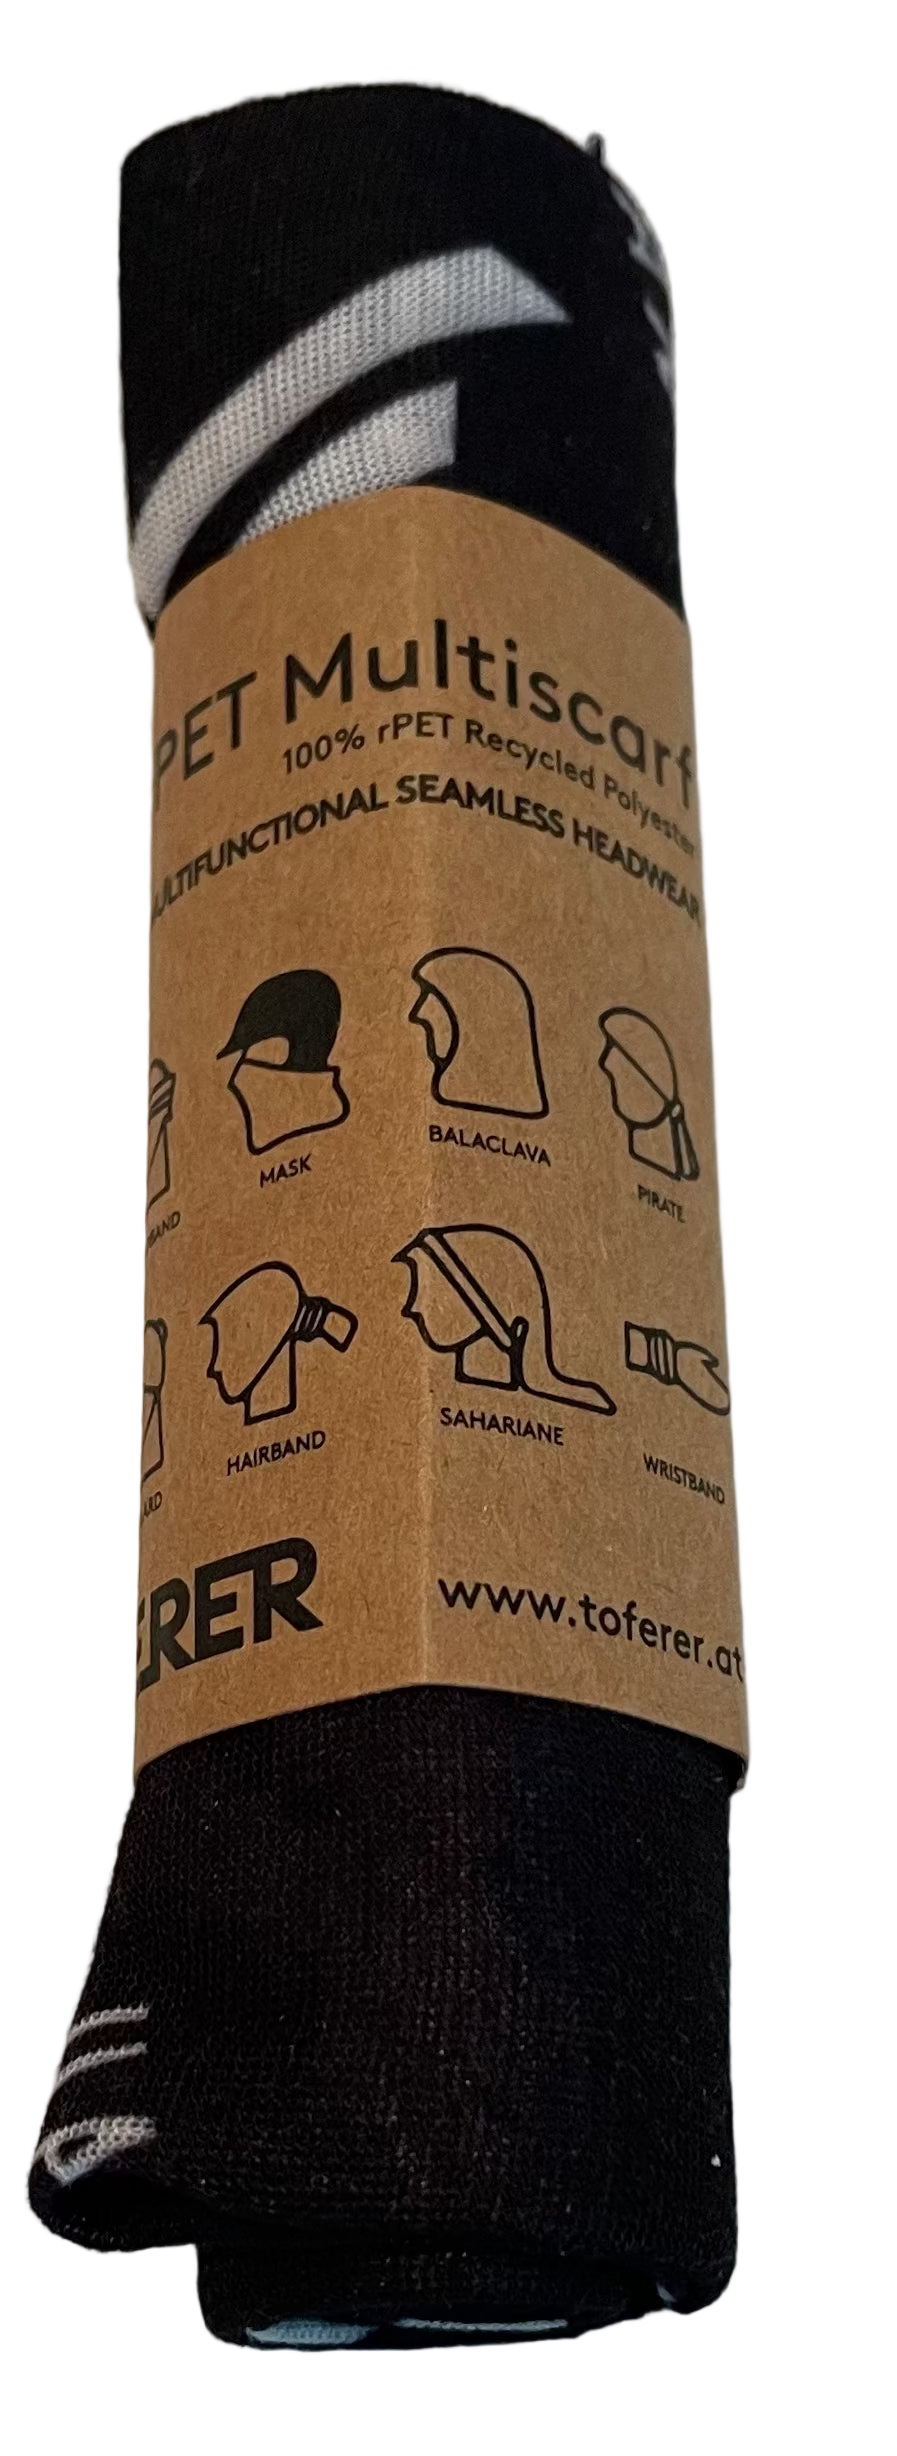 PET Multiscarf
100% rPET Recycled Polyester
MULTIFUNCTIONAL SEAMLESS HEADWEAR
MASK
BALACLAVA
PIRATE
HAIRBAND
SAHARIANE
WRISTBAND
ERER
www.toferer.at